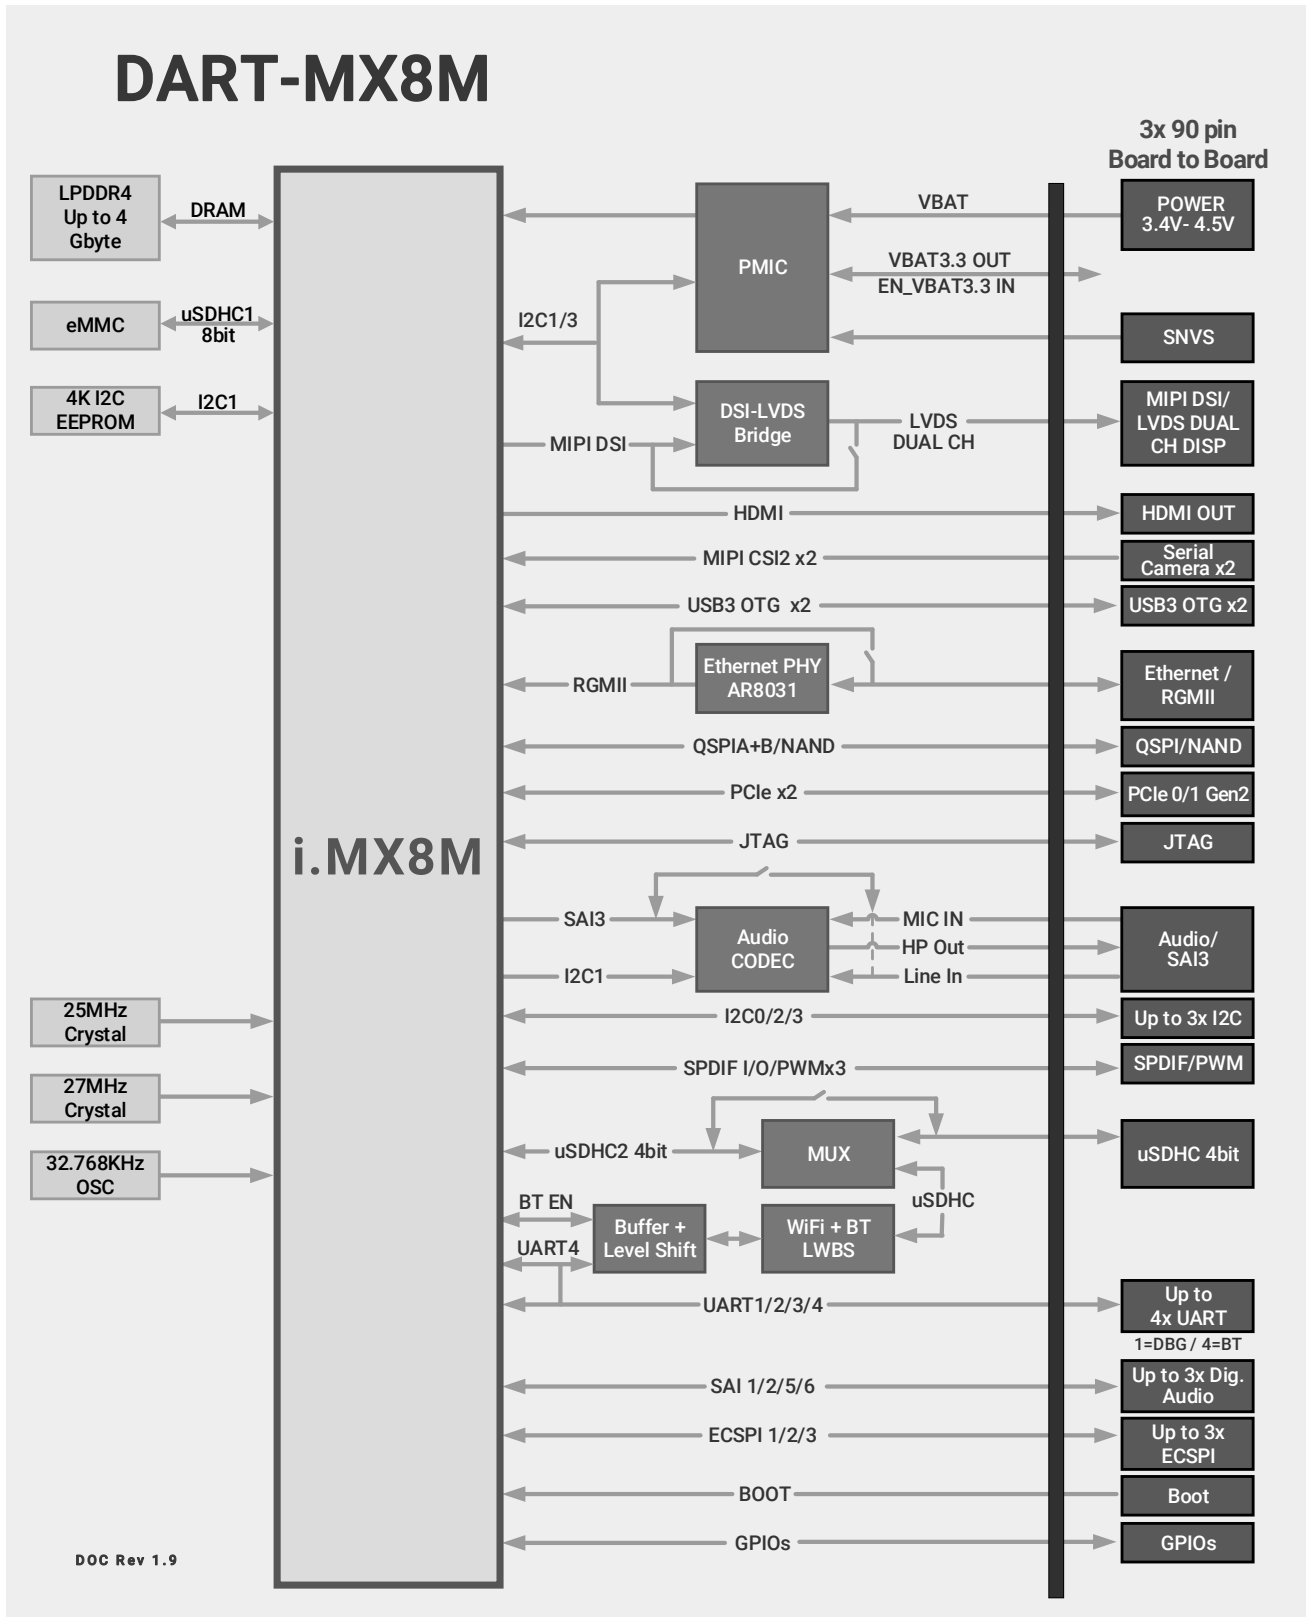 DART-MX8M
3x 90 pin
Board to Board
LPDDR4
Up to 4
Gbyte
DRAM
eMMC
uSDHC1
8bit
4K I2C
EEPROM
I2C1
25MHz
Crystal
27MHz
Crystal
32.768KHz
OSC
i.MX8M
PMIC
VBAT
POWER
3.4V- 4.5V
VBAT3.3 OUT
EN_VBAT3.3 IN
I2C1/3
SNVS
DSI-LVDS
Bridge
MIPI DSI
LVDS
DUAL CH
MIPI DSI/
LVDS DUAL
CH DISP
HDMI
HDMI OUT
MIPI CSI2 x2
Serial
Camera x2
USB3 OTG x2
USB3 OTG x2
RGMII
Ethernet PHY
AR8031
Ethernet /
RGMII
QSPIA+B/NAND
QSPI/NAND
PCIe x2
PCIe 0/1 Gen2
JTAG
JTAG
SAI3
I2C1
Audio
CODEC
MIC IN
HP Out
Line In
Audio/
SAI3
I2C0/2/3
Up to 3x I2C
SPDIF I/O/PWMx3
SPDIF/PWM
uSDHC2 4bit
MUX
uSDHC 4bit
uSDHC
BT EN
UART4
Buffer +
Level Shift
WiFi + BT
LWBS
UART1/2/3/4
Up to
4x UART
1=DBG / 4=BT
SAI 1/2/5/6
Up to 3x Dig.
Audio
ECSPI 1/2/3
Up to 3x
ECSPI
BOOT
Boot
GPIOs
GPIOs
DOC Rev 1.9